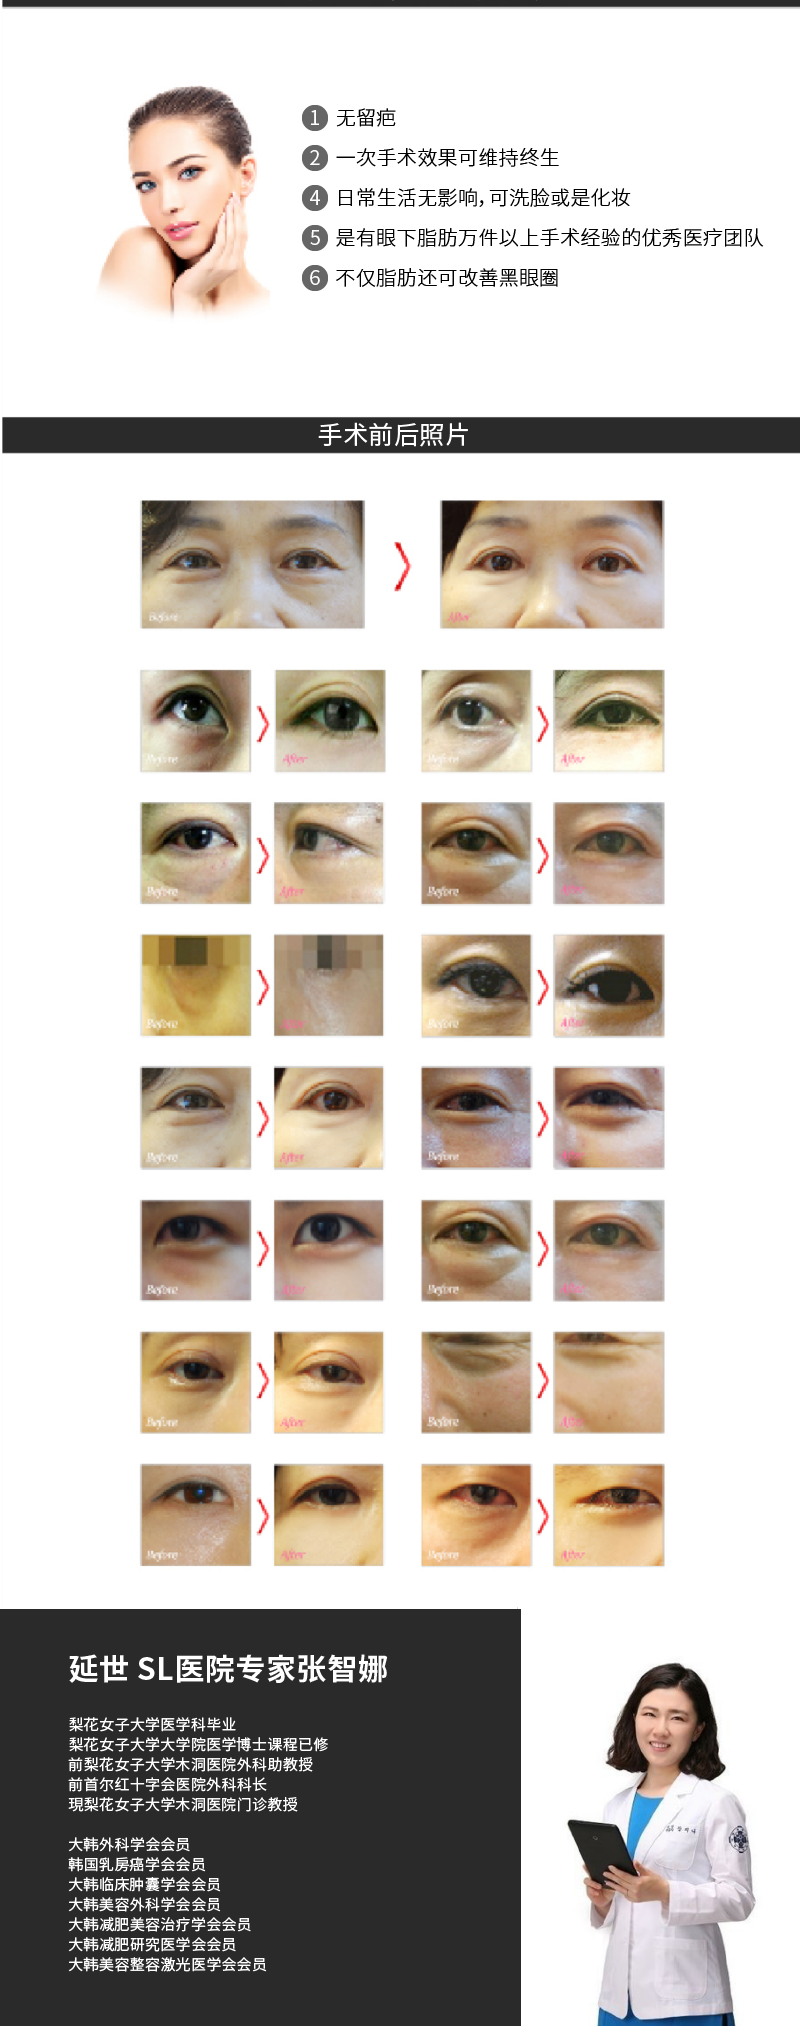 1 无留疤
2 一次手术效果可维持终生
4 日常生活无影响,可洗脸或是化妆
5 是有眼下脂肪万件以上手术经验的优秀医疗团队
6 不仅脂肪还可改善黑眼圈
手术前后照片
Before After
Before After Before After
Before After Before After
Before After Before After
Before After Before After
Before After Before After
Before After Before After
Before After Before After
延世 SL医院专家张智娜
梨花女子大学医学科毕业
梨花女子大学大学院医学博士课程已修
前梨花女子大学木洞医院外科助教授
前首尔红十字会医院外科科长
現梨花女子大学木洞医院门诊教授
大韩外科学会会员
韩国乳房癌学会会员
大韩临床肿囊学会会员
大韩美容外科学会会员
大韩减肥美容治疗学会会员
大韩减肥研究医学会会员
大韩美容整容激光医学会会员